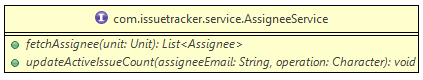 I com.issuetracker.service.AssigneeService
fetchAssignee(unit: Unit): List<Assignee>
updateActiveIssueCount(assigneeEmail: String, operation: Character): void